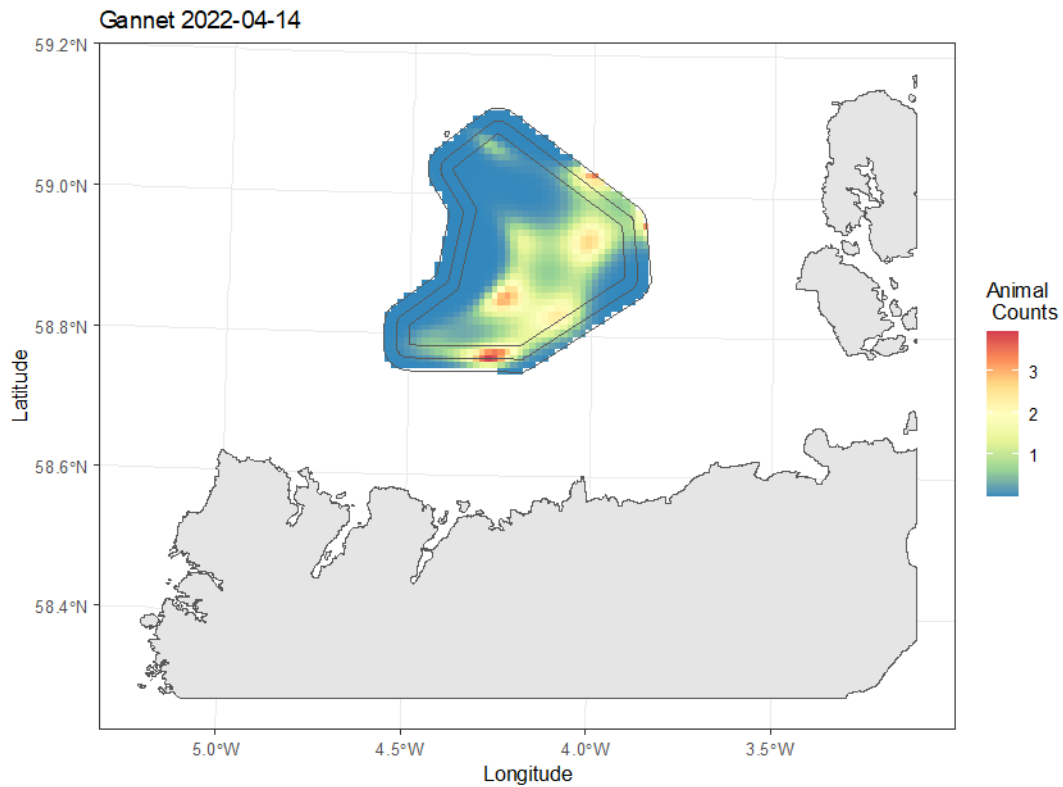 Gannet 2022-04-14
59.2°N
59.0°N
58.8°N
58.6°N
58.4°N
Latitude
5.0°W
4.5°W
4.0°W
3.5°W
Longitude
Animal
Counts
3
2
1